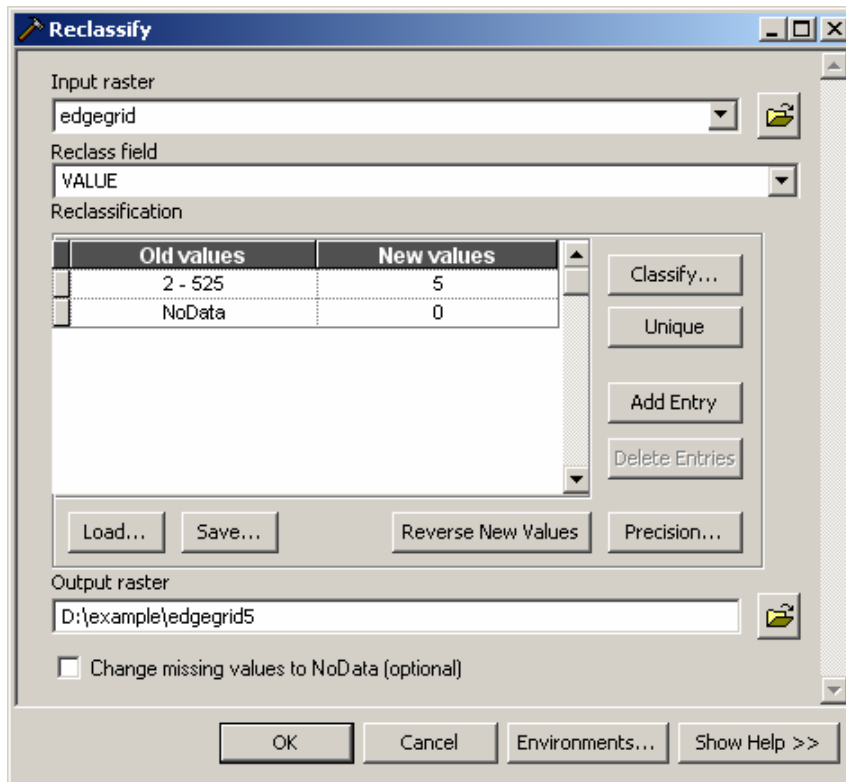 Reclassify
Input raster
edgegrid
Reclass field
VALUE
Reclassification
Old values New values
2 - 525 5
NoData 0
Classify...
Unique
Add Entry
Delete Entries
Load... Save... Reverse New Values Precision...
Output raster
D:\example\edgegrid5
Change missing values to NoData (optional)
OK Cancel Environments... Show Help >>